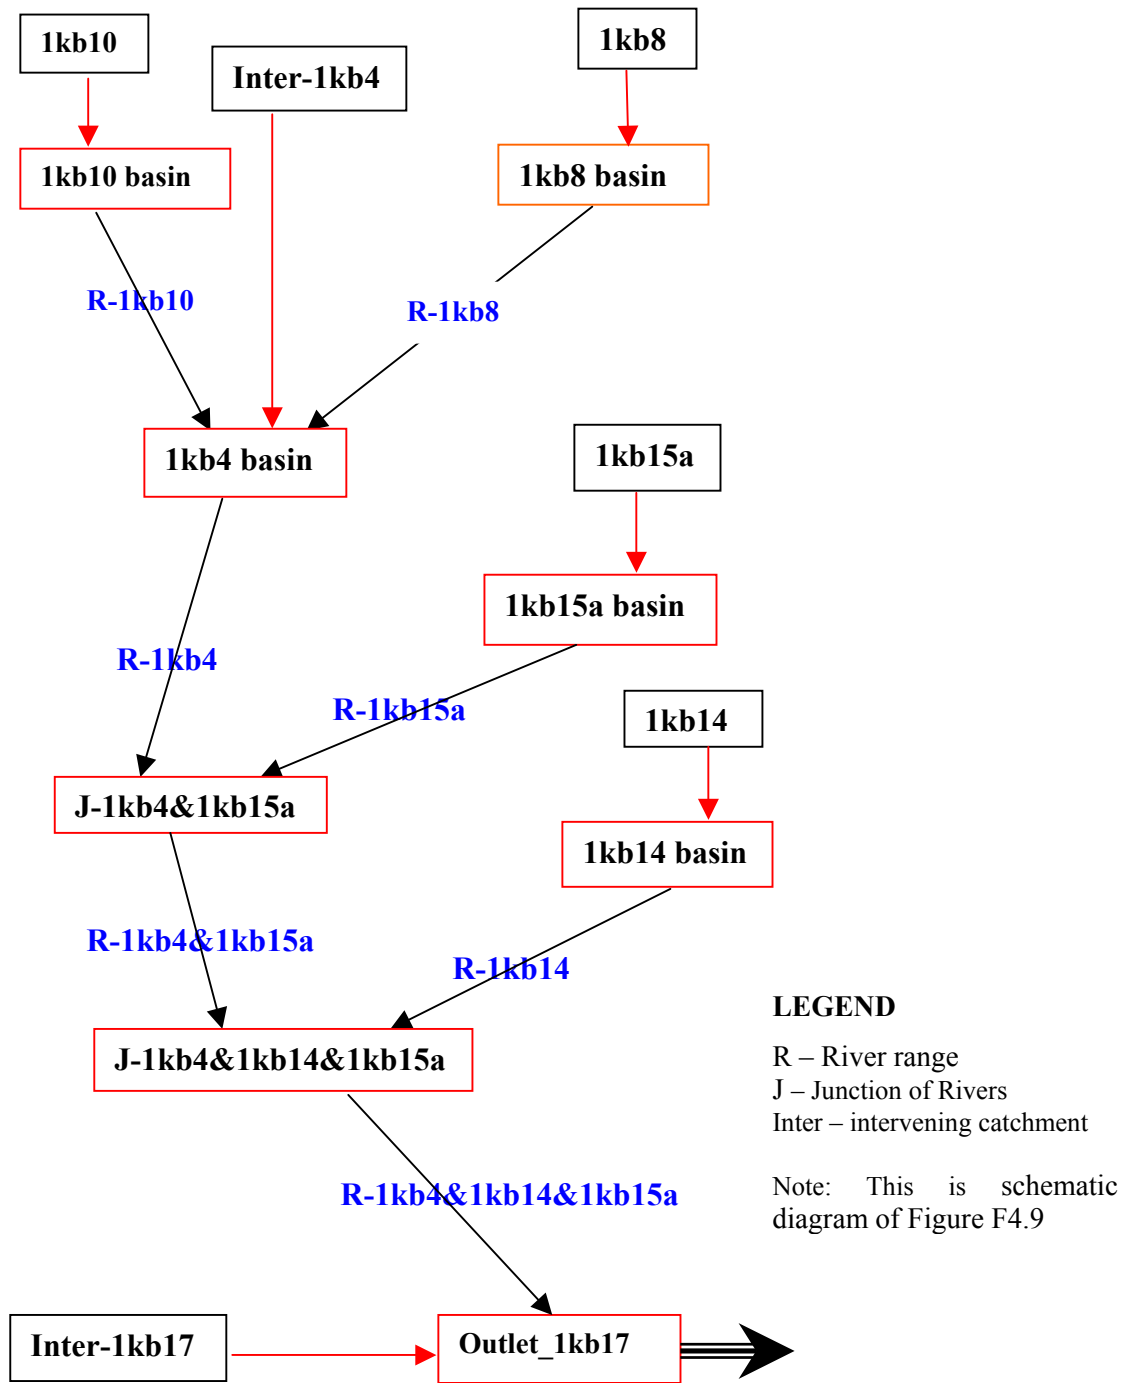 1kb10
1kb8
Inter-1kb4
1kb10 basin
1kb8 basin
R-1kb10
R-1kb8
1kb4 basin
1kb15a
1kb15a basin
R-1kb4
R-1kb15a
1kb14
J-1kb4&1kb15a
1kb14 basin
R-1kb4&1kb15a
R-1kb14
J-1kb4&1kb14&1kb15a
LEGEND
R – River range
J – Junction of Rivers
Inter – intervening catchment
Note: This is schematic
diagram of Figure F4.9
R-1kb4&1kb14&1kb15a
Inter-1kb17
Outlet_1kb17